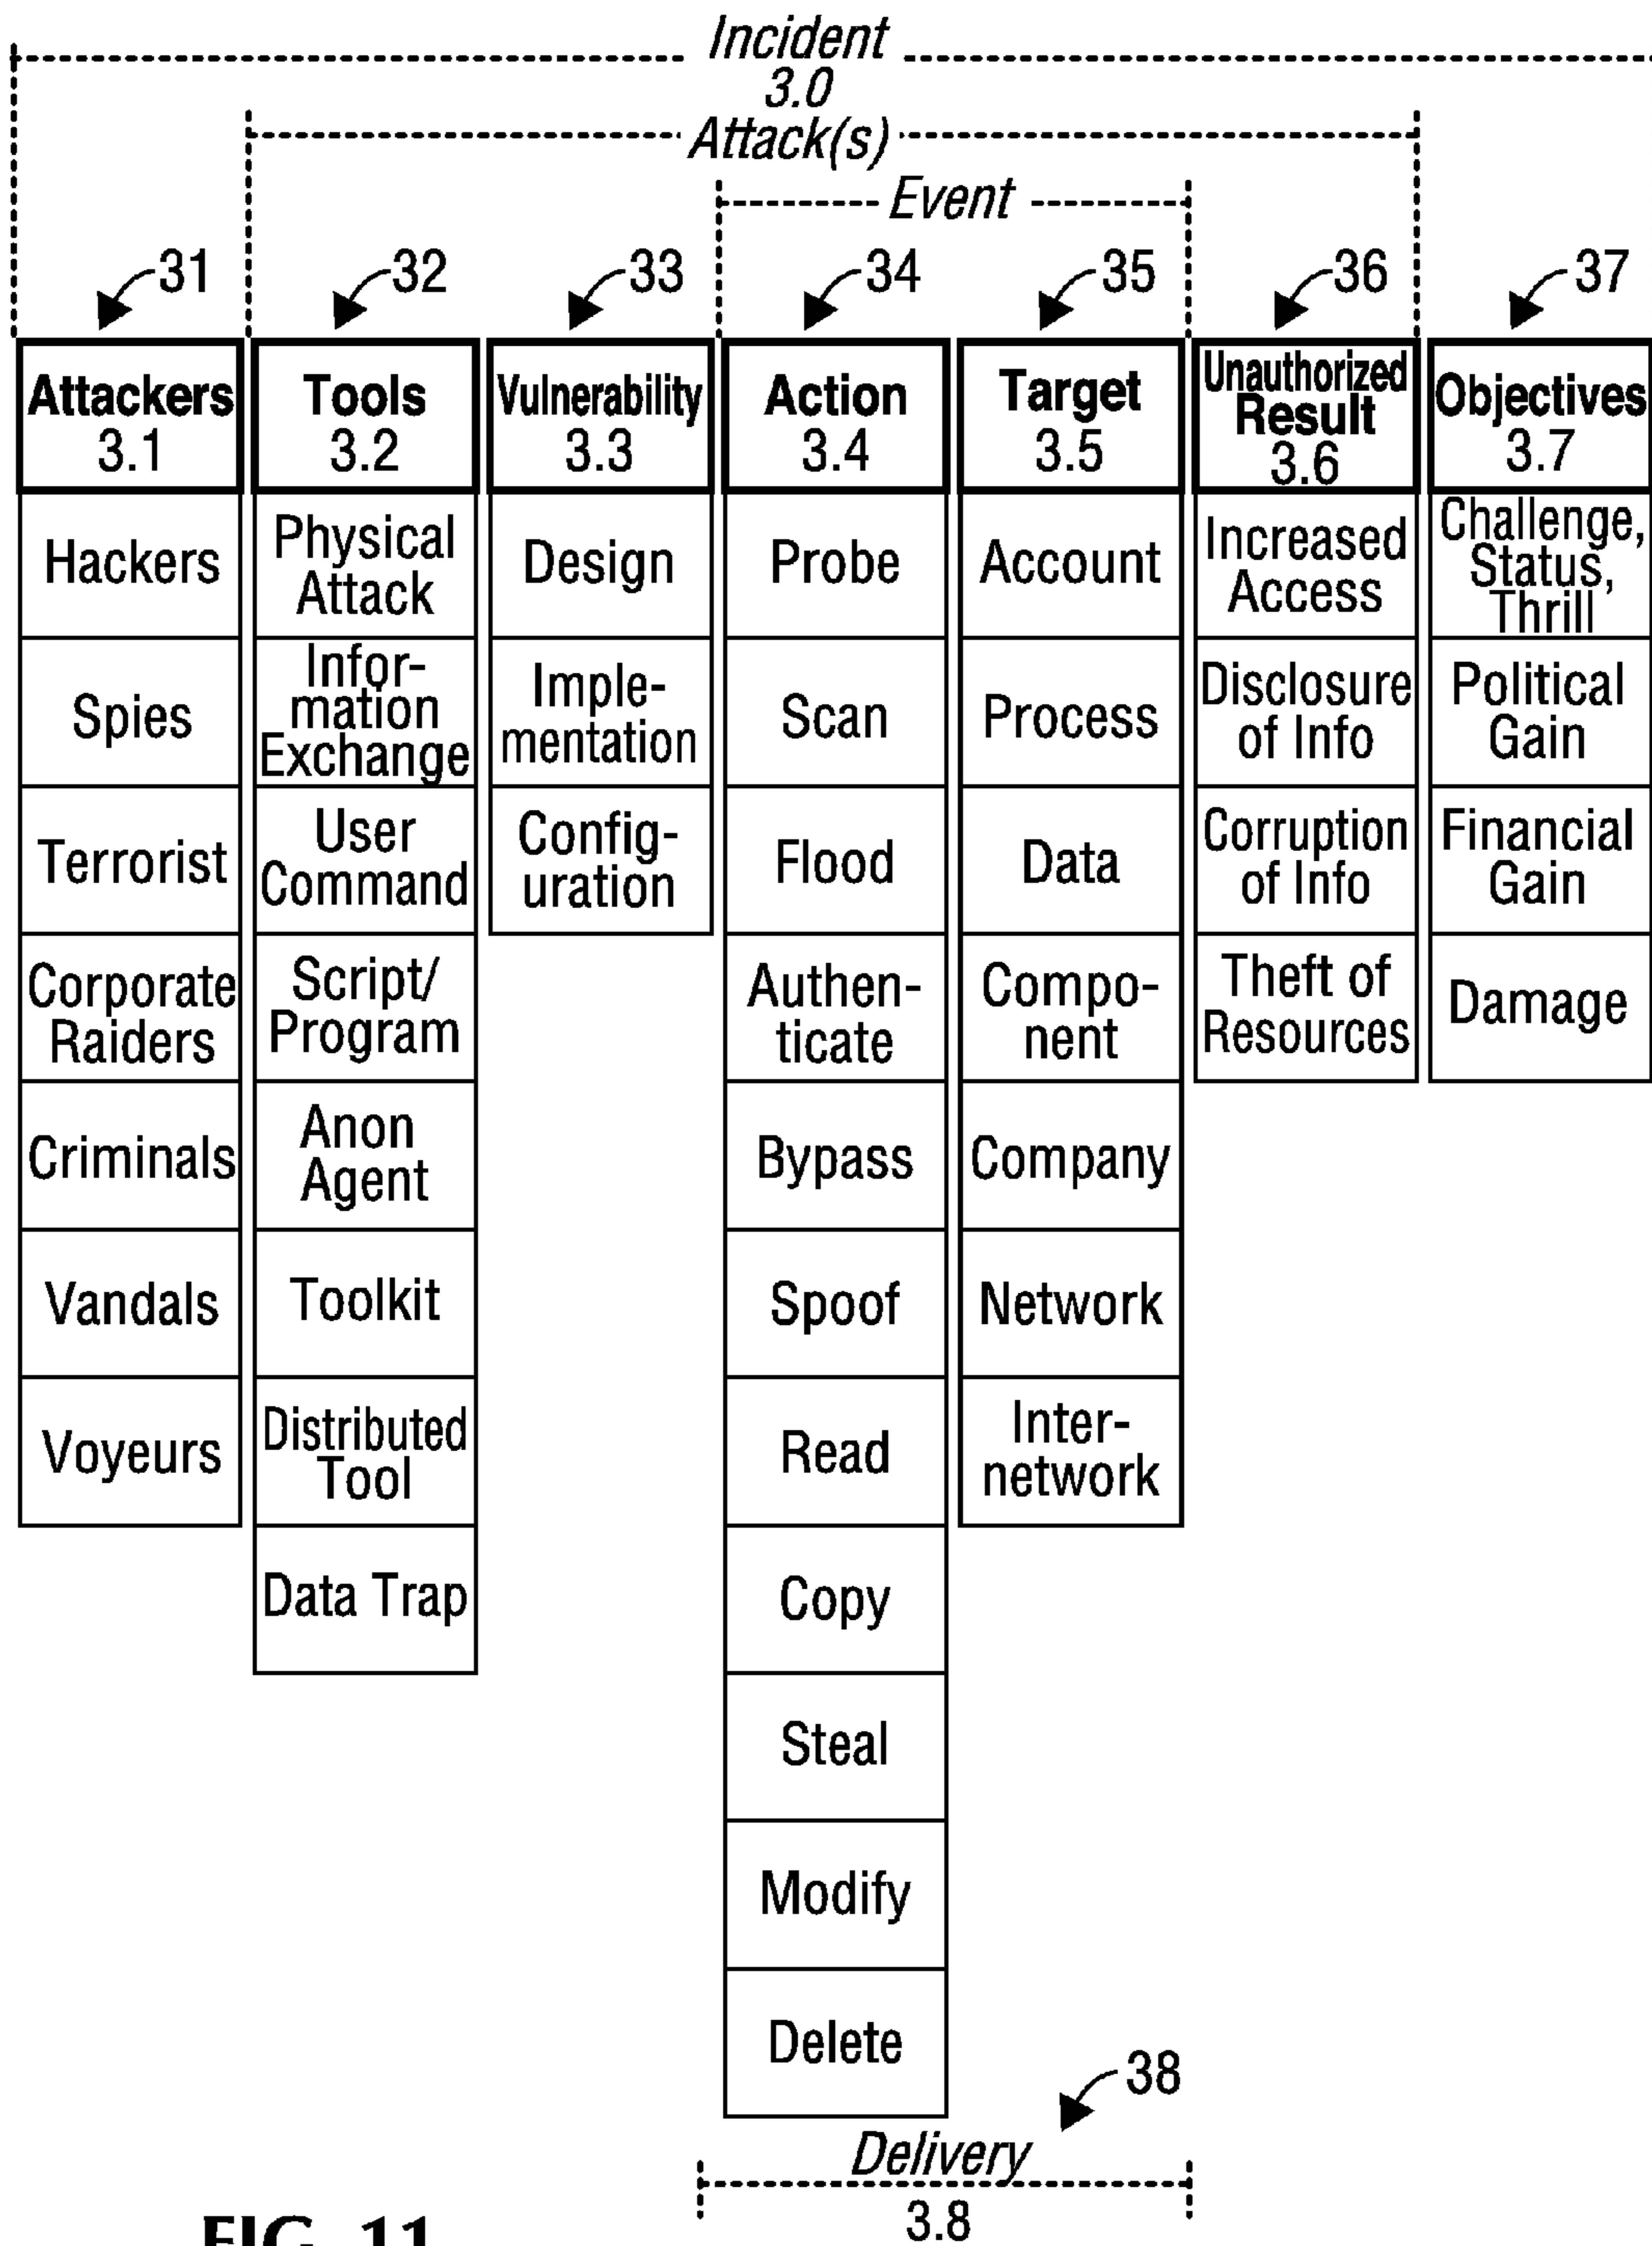 Incident
3.0
Attack(s)
Event
31
32
33
34
35
36
37
Attackers
3.1
Hackers
Spies
Terrorist
Corporate
Raiders
Criminals
Vandals
Voyeurs
Tools
3.2
Physical
Attack
Infor-
mation
Exchange
User
Command
Script/
Program
Anon
Agent
Toolkit
Distributed
Tool
Data Trap
Vulnerability
3.3
Design
Imple-
mentation
Config-
uration
Action
3.4
Probe
Scan
Flood
Authen-
ticate
Bypass
Spoof
Read
Copy
Steal
Modify
Delete
Target
3.5
Account
Process
Data
Compo-
nent
Company
Network
Inter-
network
Unauthorized
Result
3.6
Increased
Access
Disclosure
of Info
Corruption
of Info
Theft of
Resources
Objectives
3.7
Challenge,
Status,
Thrill
Political
Gain
Financial
Gain
Damage
38
Delivery
3.8
FIG. 11